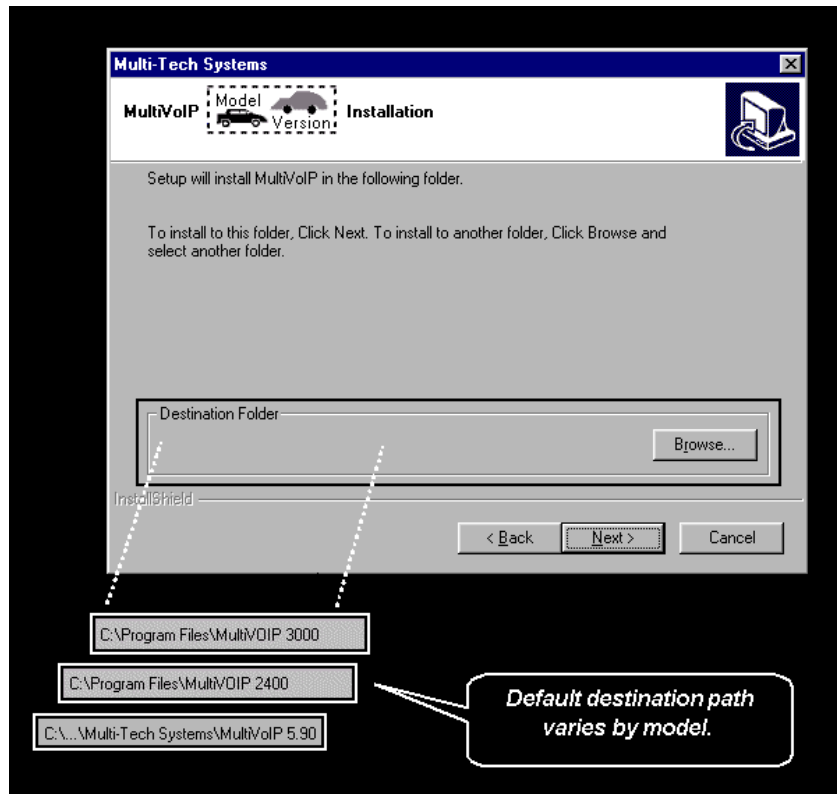 Multi-Tech Systems
MultiVoIP Model Version Installation
Setup will install MultiVoIP in the following folder.
To install to this folder, Click Next. To install to another folder, Click Browse and
select another folder.
Destination Folder
Browse...
InstallShield
< Back Next > Cancel
C:\Program Files\MultiVOIP 3000
C:\Program Files\MultiVOIP 2400
C:\...\Multi-Tech Systems\MultiVoIP 5.90
Default destination path
varies by model.